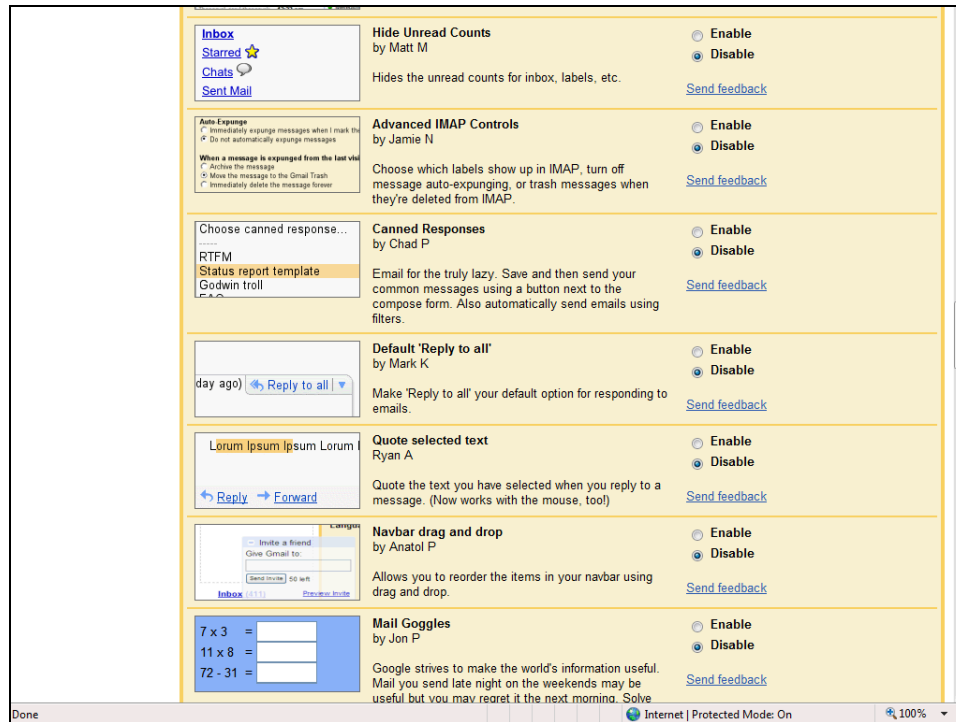 Inbox
Starred
Chats
Sent Mail
Hide Unread Counts
by Matt M
Hides the unread counts for inbox, labels, etc.
Enable
Disable
Send feedback
Auto-Expunge
Immediately expunge messages when I mark the
Do not automatically expunge messages
When a message is expunged from the last visi
Archive the message
Move the message to the Gmail Trash
Immediately delete the message forever
Advanced IMAP Controls
by Jamie N
Choose which labels show up in IMAP, turn off
message auto-expunging, or trash messages when
they're deleted from IMAP.
Enable
Disable
Send feedback
Choose canned response...
-----
RTFM
Status report template
Godwin troll
Canned Responses
by Chad P
Email for the truly lazy. Save and then send your
common messages using a button next to the
compose form. Also automatically send emails using
filters.
Enable
Disable
Send feedback
day ago) Reply to all
Default 'Reply to all'
by Mark K
Make 'Reply to all' your default option for responding to
emails.
Enable
Disable
Send feedback
Lorum Ipsum Ipsum Lorum I
Reply Forward
Quote selected text
Ryan A
Quote the text you have selected when you reply to a
message. (Now works with the mouse, too!)
Enable
Disable
Send feedback
Invite a friend
Give Gmail to:
Send Invite 50 left
Inbox (411) Preview Invite
Navbar drag and drop
by Anatol P
Allows you to reorder the items in your navbar using
drag and drop.
Enable
Disable
Send feedback
7 x 3 =
11 x 8 =
72 - 31 =
Mail Goggles
by Jon P
Google strives to make the world's information useful.
Mail you send late night on the weekends may be
useful but you may regret it the next morning. Solve
Enable
Disable
Send feedback
Done Internet | Protected Mode: On 100%